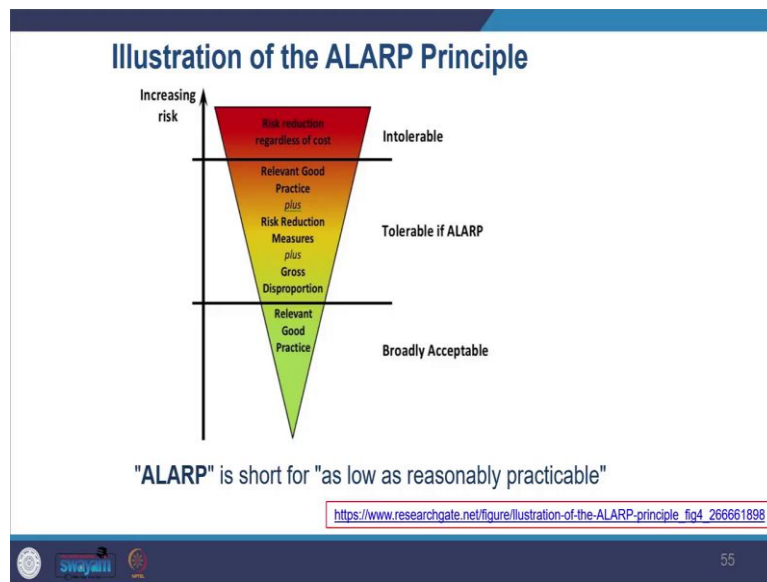 Illustration of the ALARP Principle
Increasing
risk
Risk reduction
regardless of cost
Intolerable
Relevant Good
Practice
plus
Risk Reduction
Measures
plus
Gross
Disproportion
Tolerable if ALARP
Relevant
Good
Practice
Broadly Acceptable
"ALARP" is short for "as low as reasonably practicable"
https://www.researchgate.net/figure/Ilustration-of-the-ALARP-principle_fig4_266661898
swayam
NPTEL
55